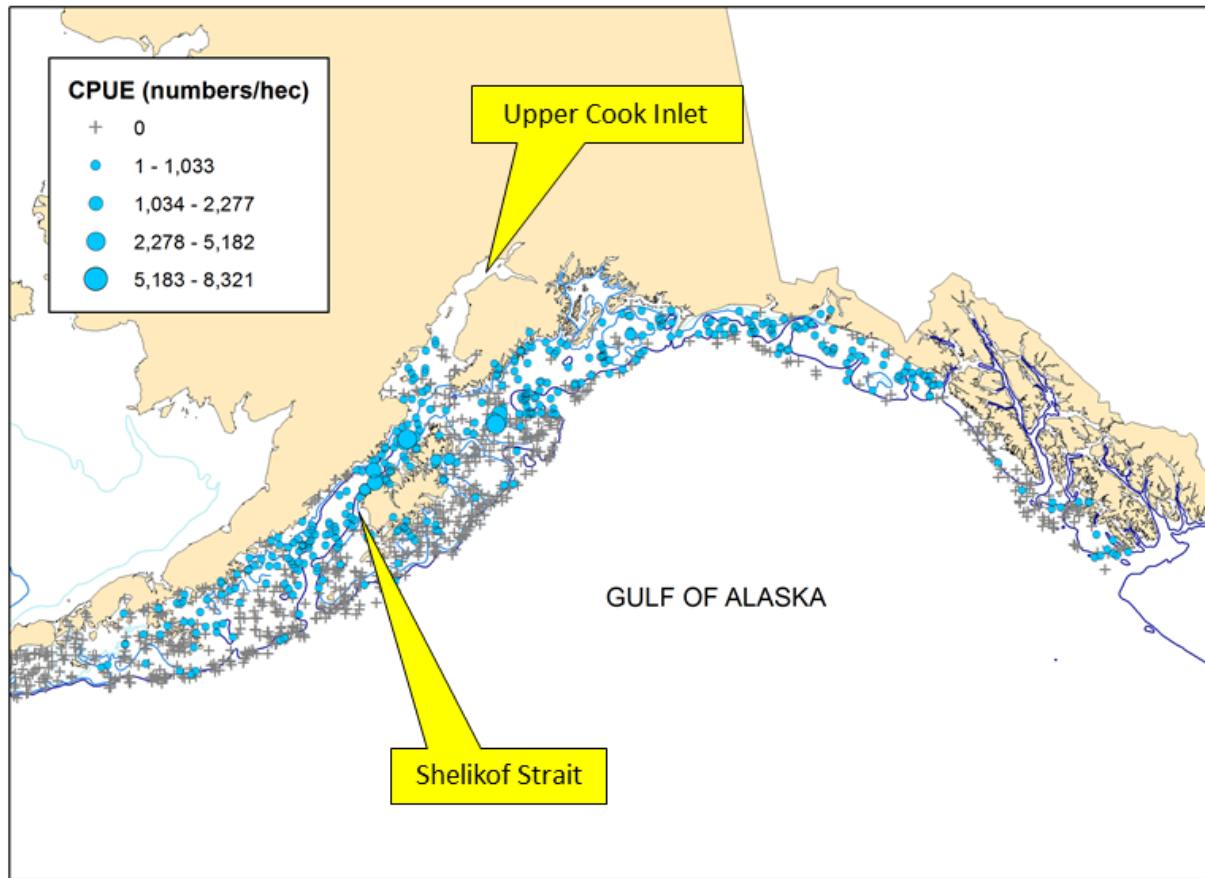 CPUE (numbers/hec)
0
1 - 1,033
1,034 - 2,277
2,278 - 5,182
5,183 - 8,321
Upper Cook Inlet
GULF OF ALASKA
Shelikof Strait